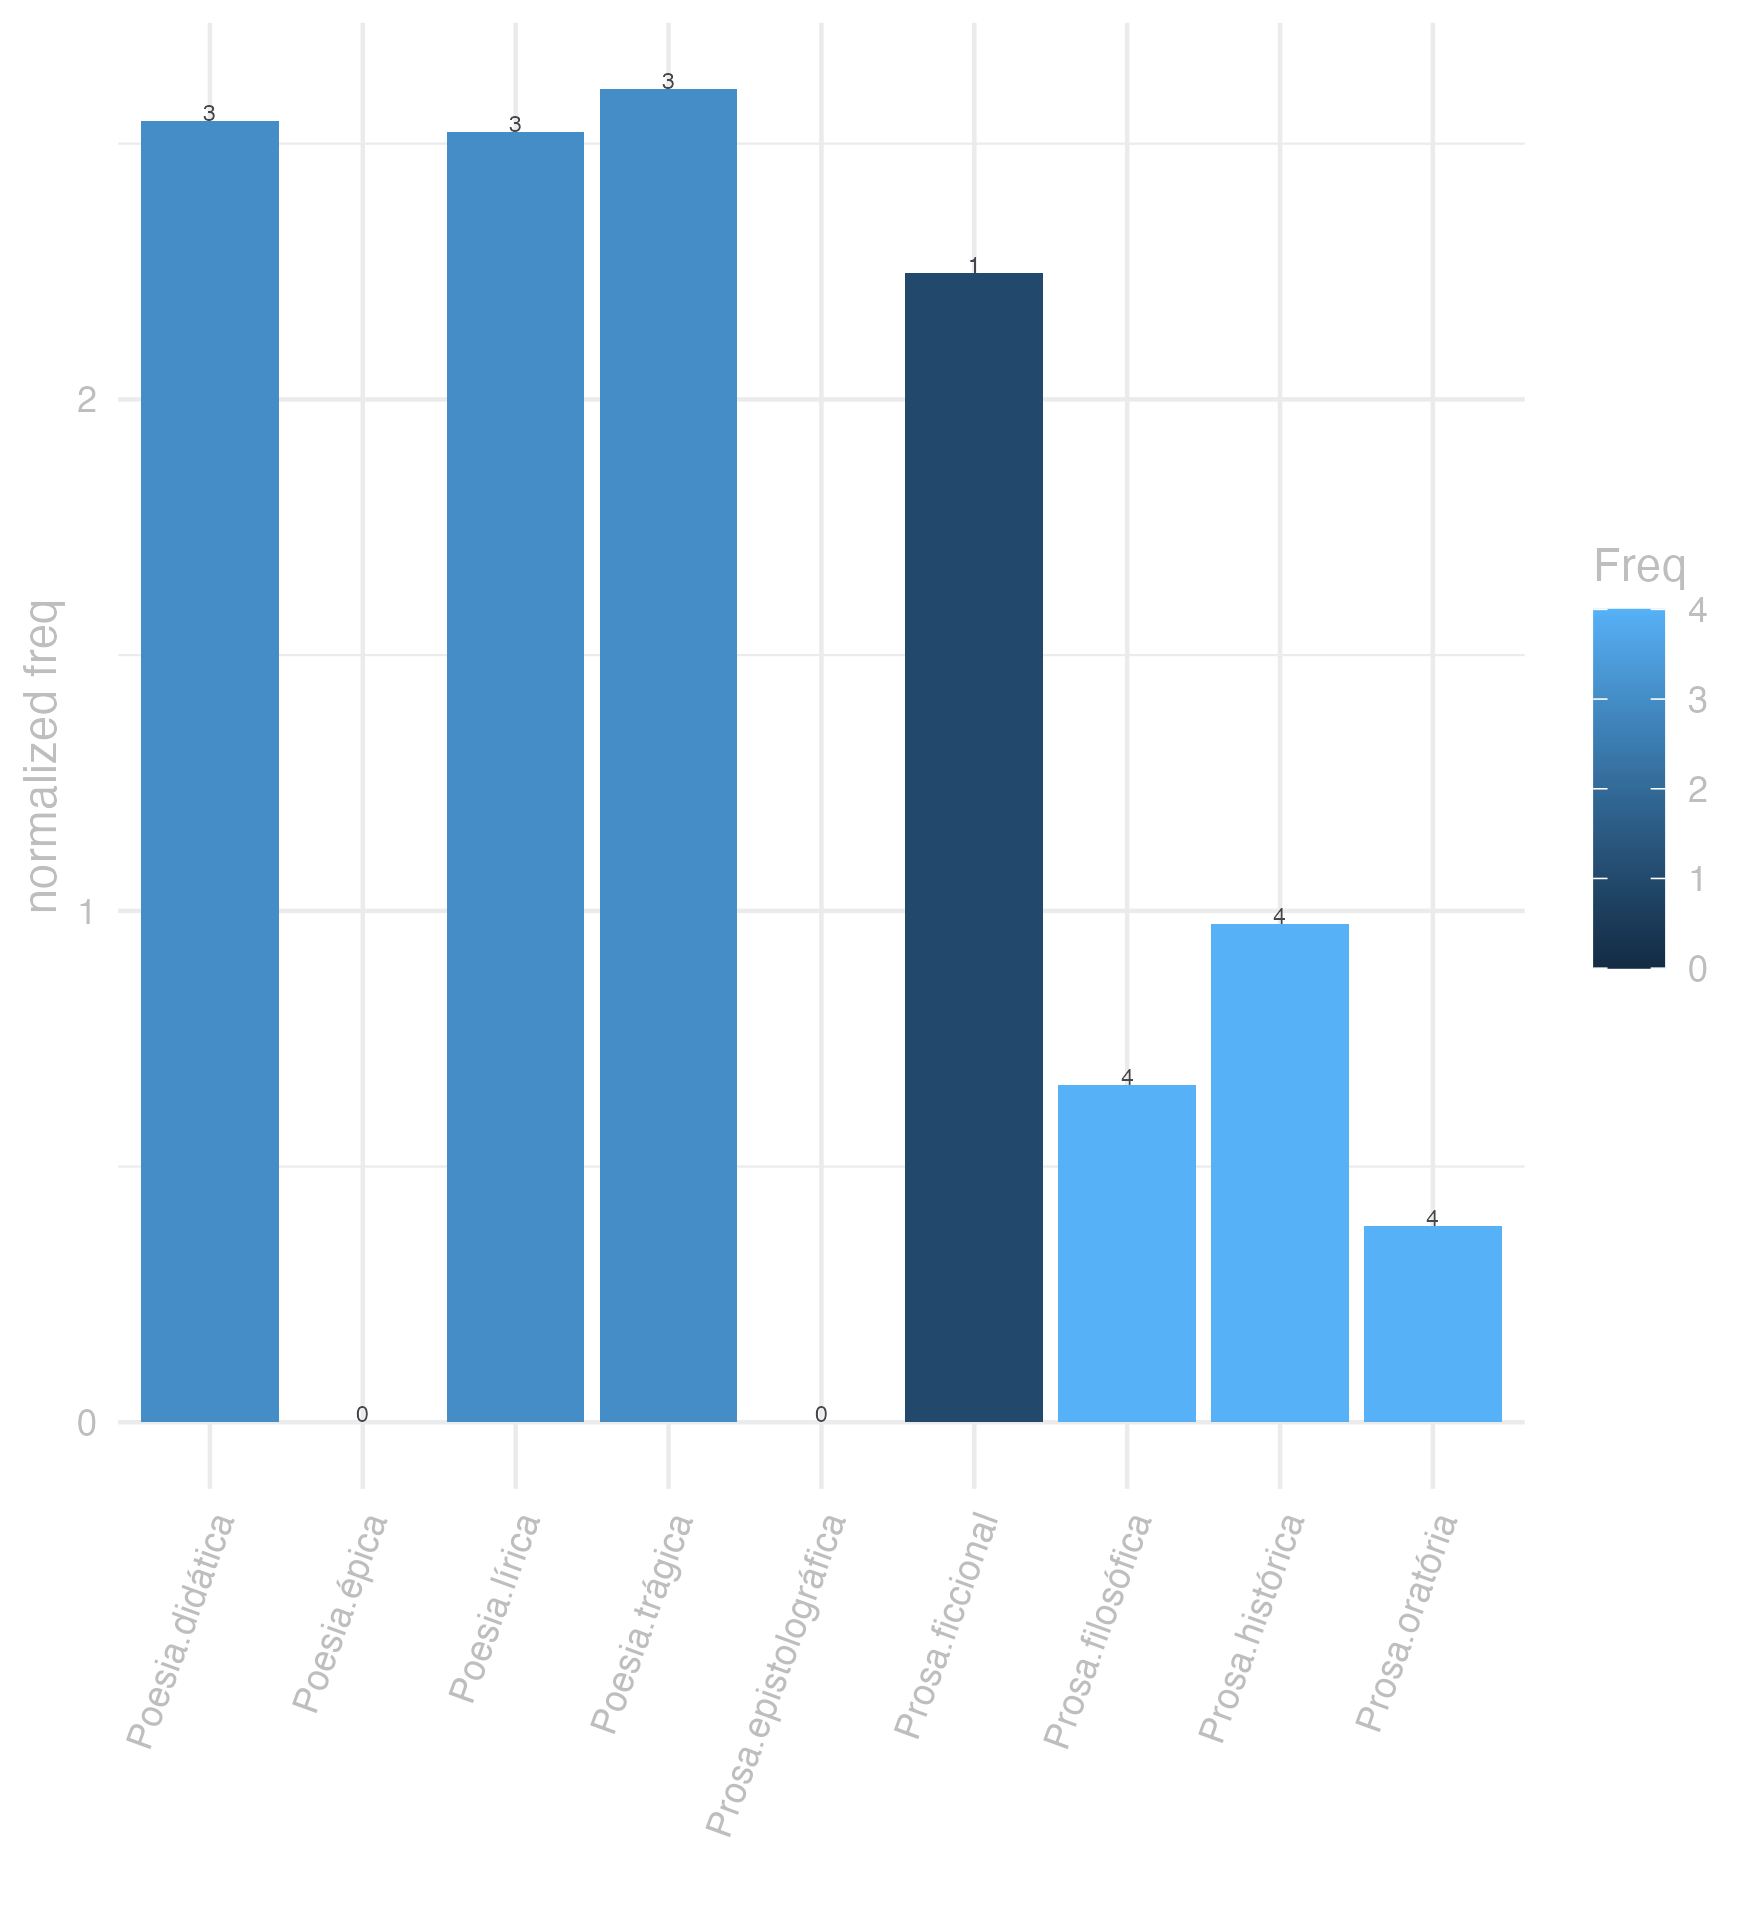 3
3
3
1
4
4
4
0
0
2
1
0
normalized freq
Poesia.didática
Poesia.épica
Poesia.lírica
Poesia.trágica
Prosa.epistolográfica
Prosa.ficcional
Prosa.filosófica
Prosa.histórica
Prosa.oratória
Freq
4
3
2
1
0